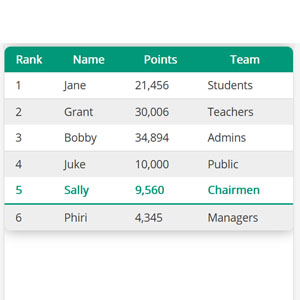 Rank Name Points Team
1 Jane 21,456 Students
2 Grant 30,006 Teachers
3 Bobby 34,894 Admins
4 Juke 10,000 Public
5 Sally 9,560 Chairmen
6 Phiri 4,345 Managers